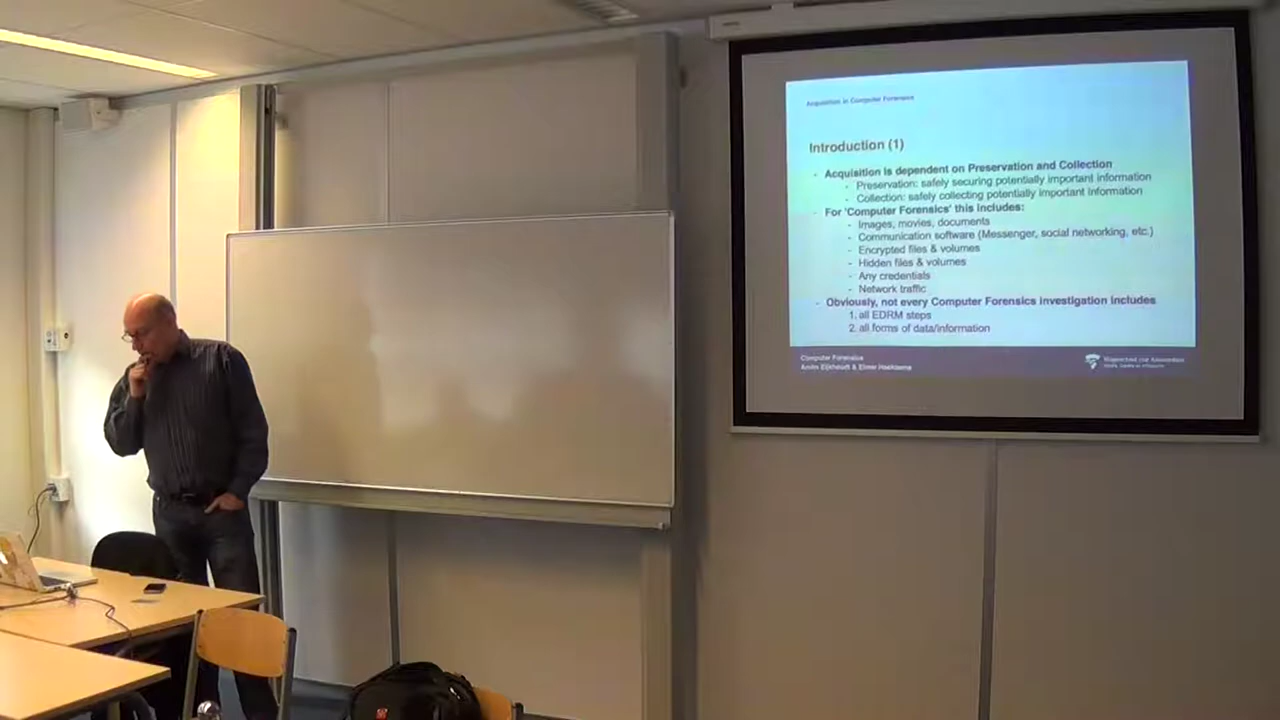 Acquisition in Computer Forensics
Introduction (1)
- Acquisition is dependent on Preservation and Collection
- Preservation: safely securing potentially important information
- Collection: safely collecting potentially important information
- For 'Computer Forensics' this includes:
- Images, movies, documents
- Communication software (Messenger, social networking, etc.)
- Encrypted files & volumes
- Hidden files & volumes
- Any credentials
- Network traffic
- Obviously, not every Computer Forensics investigation includes
1. all EDRM steps
2. all forms of data/information
Computer Forensics
Arnim Eijkhoudt &